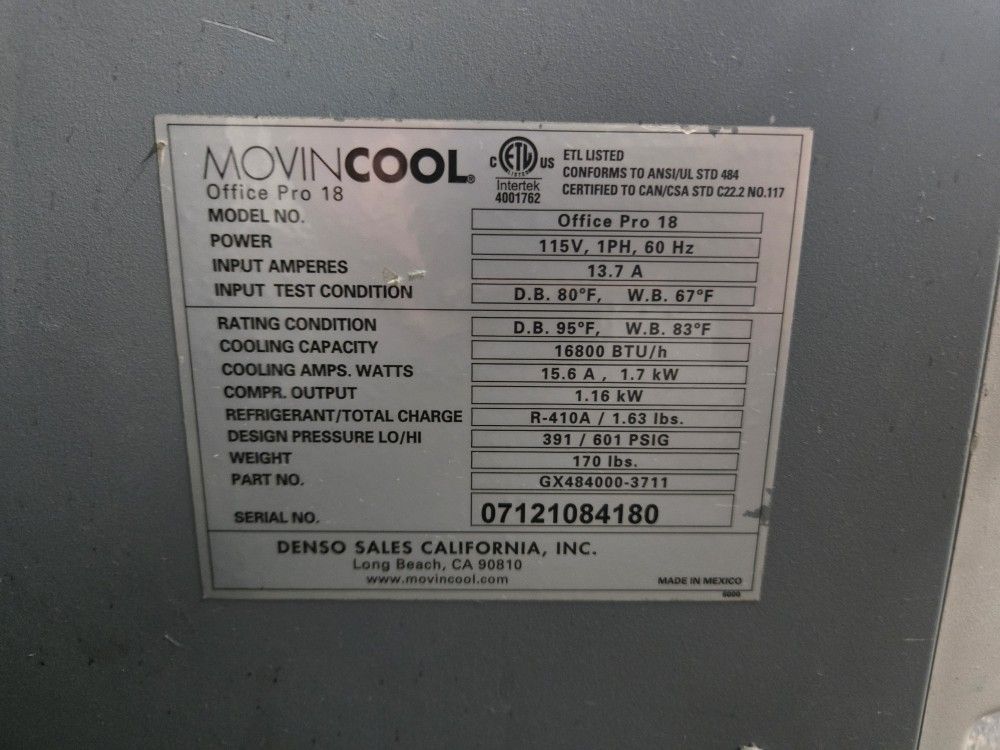 MOVINCOOL®
Office Pro 18
C ETL US
LISTED
Intertek
4001762
ETL LISTED
CONFORMS TO ANSI/UL STD 484
CERTIFIED TO CAN/CSA STD C22.2 NO.117
MODEL NO. Office Pro 18
POWER 115V, 1PH, 60 Hz
INPUT AMPERES 13.7 A
INPUT TEST CONDITION D.B. 80°F, W.B. 67°F
RATING CONDITION D.B. 95°F, W.B. 83°F
COOLING CAPACITY 16800 BTU/h
COOLING AMPS. WATTS 15.6 A , 1.7 kW
COMPR. OUTPUT 1.16 kW
REFRIGERANT/TOTAL CHARGE R-410A / 1.63 lbs.
DESIGN PRESSURE LO/HI 391 / 601 PSIG
WEIGHT 170 lbs.
PART NO. GX484000-3711
SERIAL NO. 07121084180
DENSO SALES CALIFORNIA, INC.
Long Beach, CA 90810
www.movincool.com
MADE IN MEXICO